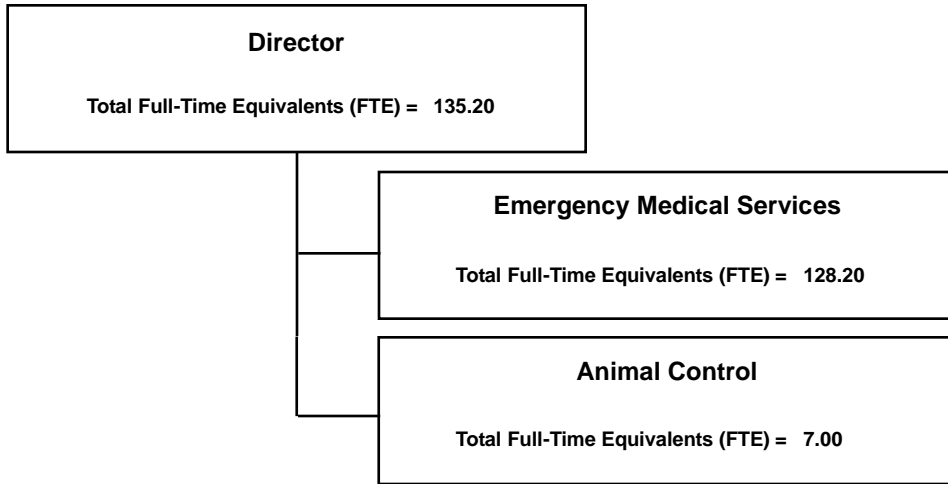 Director
Total Full-Time Equivalents (FTE) = 135.20
Emergency Medical Services
Total Full-Time Equivalents (FTE) = 128.20
Animal Control
Total Full-Time Equivalents (FTE) = 7.00